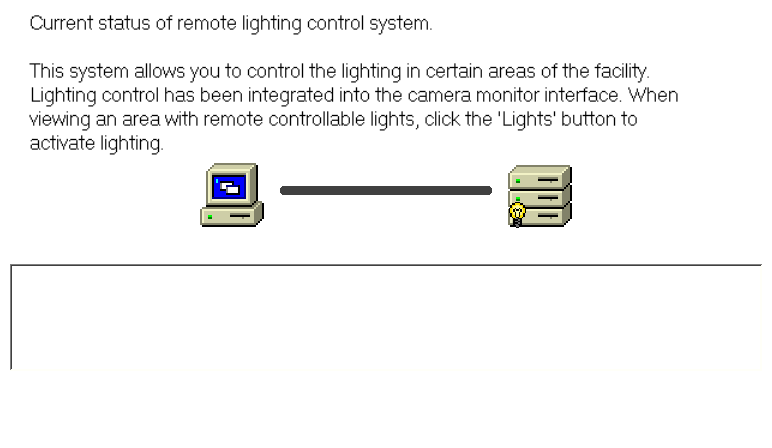 Current status of remote lighting control system.
This system allows you to control the lighting in certain areas of the facility.
Lighting control has been integrated into the camera monitor interface. When
viewing an area with remote controllable lights, click the 'Lights' button to
activate lighting.